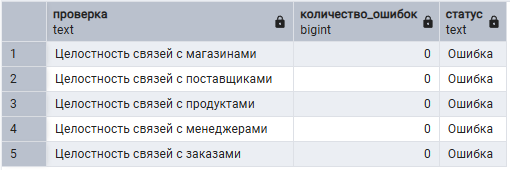 проверка количество_ошибок статус
text bigint text
1 Целостность связей с магазинами 0 Ошибка
2 Целостность связей с поставщиками 0 Ошибка
3 Целостность связей с продуктами 0 Ошибка
4 Целостность связей с менеджерами 0 Ошибка
5 Целостность связей с заказами 0 Ошибка